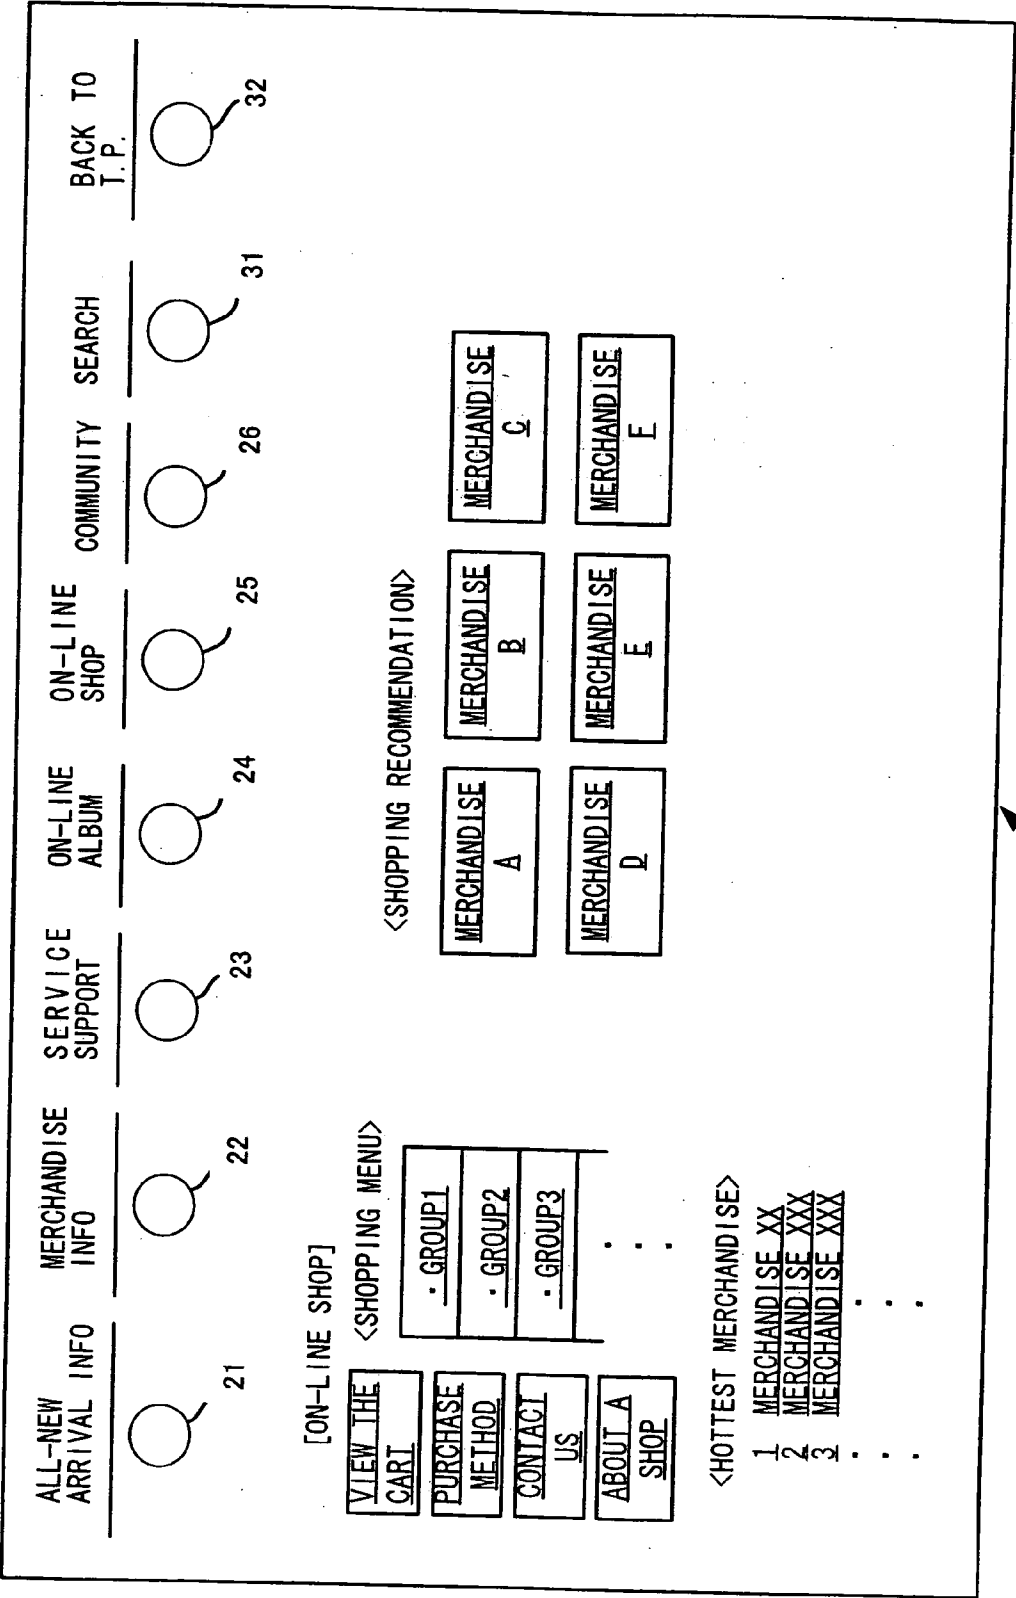 ALL-NEW
ARRIVAL INFO
21
MERCHANDISE
INFO
22
SERVICE
SUPPORT
23
ON-LINE
ALBUM
24
ON-LINE
SHOP
25
COMMUNITY
26
SEARCH
31
BACK TO
T.P.
32
[ON-LINE SHOP]
VIEW THE
CART
PURCHASE
METHOD
CONTACT
US
ABOUT A
SHOP
<SHOPPING MENU>
· GROUP1
· GROUP2
· GROUP3
<SHOPPING RECOMMENDATION>
MERCHANDISE
A
MERCHANDISE
B
MERCHANDISE
C
MERCHANDISE
D
MERCHANDISE
E
MERCHANDISE
F
<HOTTEST MERCHANDISE>
1 MERCHANDISE XX
2 MERCHANDISE XXX
3 MERCHANDISE XXX